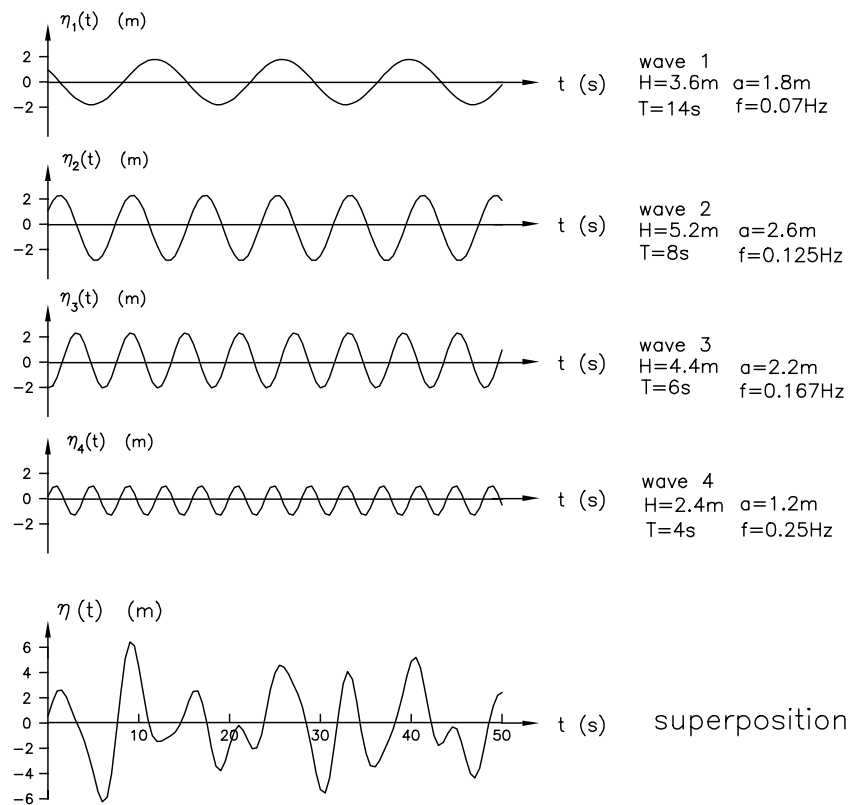 η1(t) (m)
2
0
−2
t (s)
wave 1
H=3.6m a=1.8m
T=14s f=0.07Hz
η2(t) (m)
2
0
−2
t (s)
wave 2
H=5.2m a=2.6m
T=8s f=0.125Hz
η3(t) (m)
2
0
−2
t (s)
wave 3
H=4.4m a=2.2m
T=6s f=0.167Hz
η4(t) (m)
2
0
−2
t (s)
wave 4
H=2.4m a=1.2m
T=4s f=0.25Hz
η(t) (m)
6
4
2
0
−2
−4
−6
10 20 30 40 50
t (s)
superposition